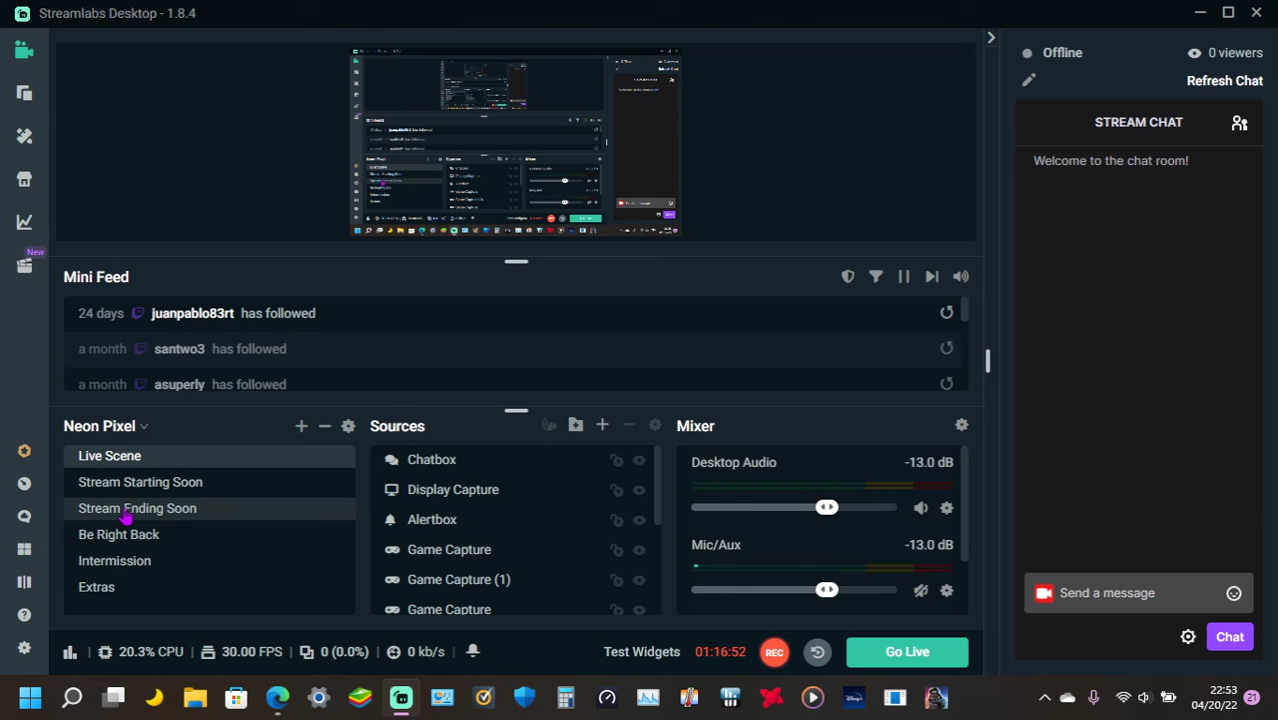 Streamlabs Desktop - 1.8.4
Offline
0 viewers
Refresh Chat
STREAM CHAT
Welcome to the chat room!
New
Mini Feed
24 days juanpablo83rt has followed
a month santwo3 has followed
a month asuperly has followed
Neon Pixel
Live Scene
Stream Starting Soon
Stream Ending Soon
Be Right Back
Intermission
Extras
Sources
Chatbox
Display Capture
Alertbox
Game Capture
Game Capture (1)
Game Capture
Mixer
Desktop Audio -13.0 dB
Mic/Aux -13.0 dB
Send a message
Chat
20.3% CPU 30.00 FPS 0 (0.0%) 0 kb/s Test Widgets 01:16:52 REC Go Live
22:53
04/20/22
21